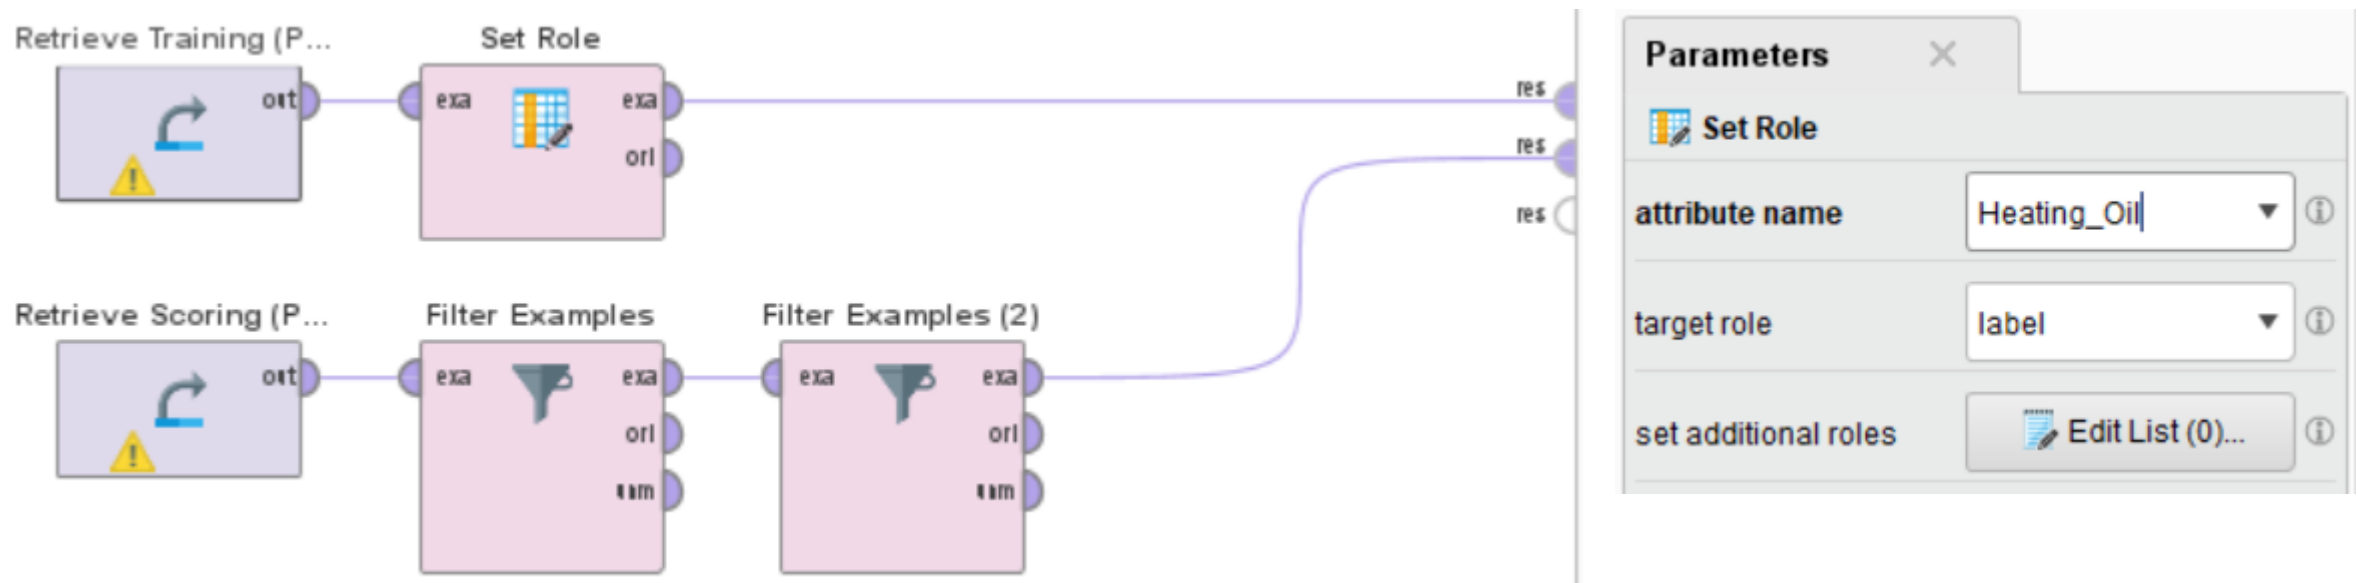 Retrieve Training (P...
Set Role
out
exa
exa
ori
res
res
res
Retrieve Scoring (P...
Filter Examples
Filter Examples (2)
out
exa
exa
ori
unm
exa
exa
ori
unm
Parameters
Set Role
attribute name
Heating_Oil
target role
label
set additional roles
Edit List (0)...